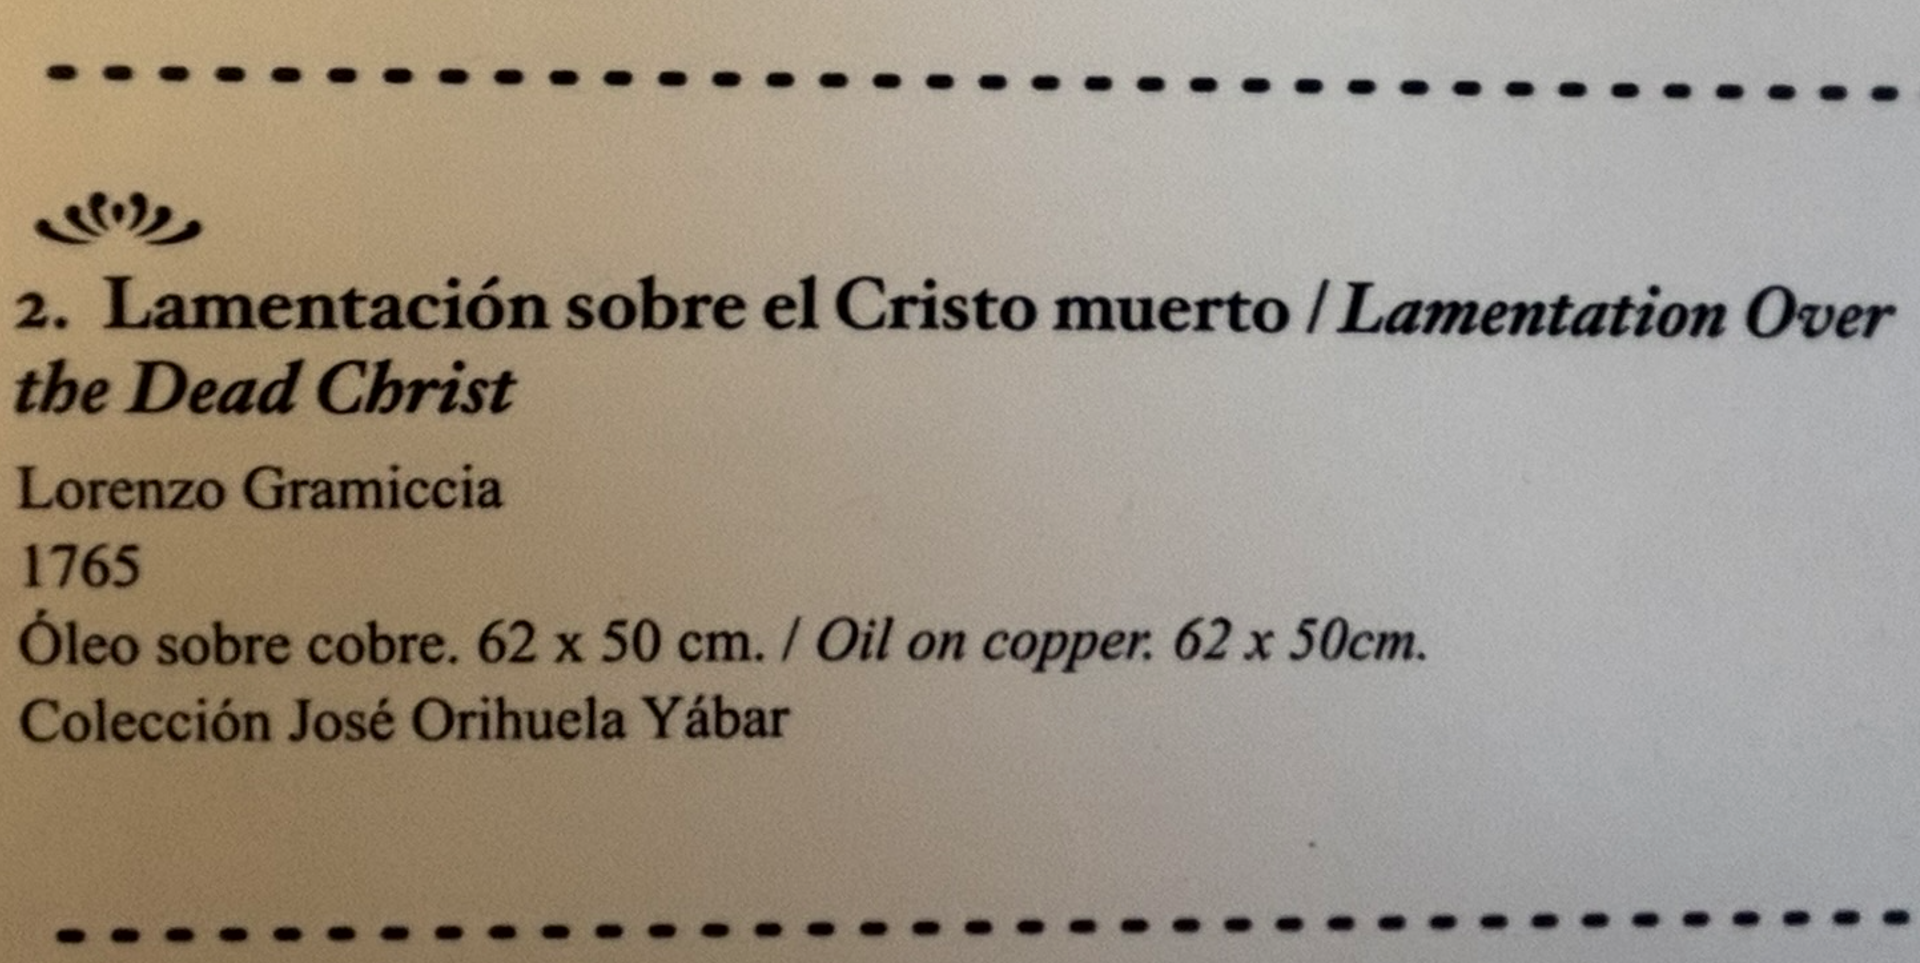 2. Lamentación sobre el Cristo muerto / Lamentation Over
the Dead Christ
Lorenzo Gramiccia
1765
Óleo sobre cobre. 62 x 50 cm. / Oil on copper. 62 x 50cm.
Colección José Orihuela Yábar